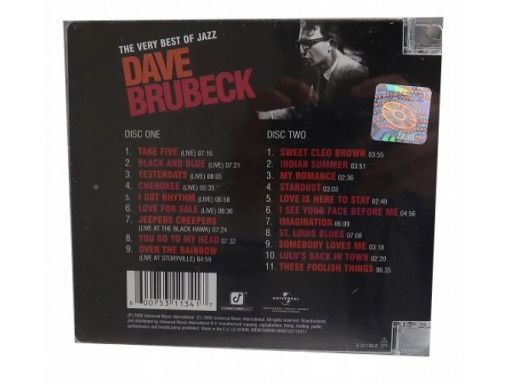 THE VERY BEST OF JAZZ
DAVE
BRUBECK
DISC ONE
1. TAKE FIVE (LIVE) 07:16
2. BLACK AND BLUE (LIVE) 07:21
3. YESTERDAYS (LIVE) 08:05
4. CHEROKEE (LIVE) 05:35
5. I GOT RHYTHM (LIVE) 06:58
6. LOVE FOR SALE (LIVE) 06:36
7. JEEPERS CREEPERS
(LIVE AT THE BLACK HAWK) 07:24
8. YOU GO TO MY HEAD 07:32
9. OVER THE RAINBOW
(LIVE AT STORYVILLE) 04:50
DISC TWO
1. SWEET CLEO BROWN 03:55
2. INDIAN SUMMER 03:51
3. MY ROMANCE 02:36
4. STARDUST 03:03
5. LOVE IS HERE TO STAY 02:49
6. I SEE YOUR FACE BEFORE ME 04:56
7. IMAGINATION 06:09
8. ST. LOUIS BLUES 07:08
9. SOMEBODY LOVES ME 03:18
10. LULU'S BACK IN TOWN 02:20
11. THESE FOOLISH THINGS 06:35
6 00753 11341 7
CONCORD
UNIVERSAL